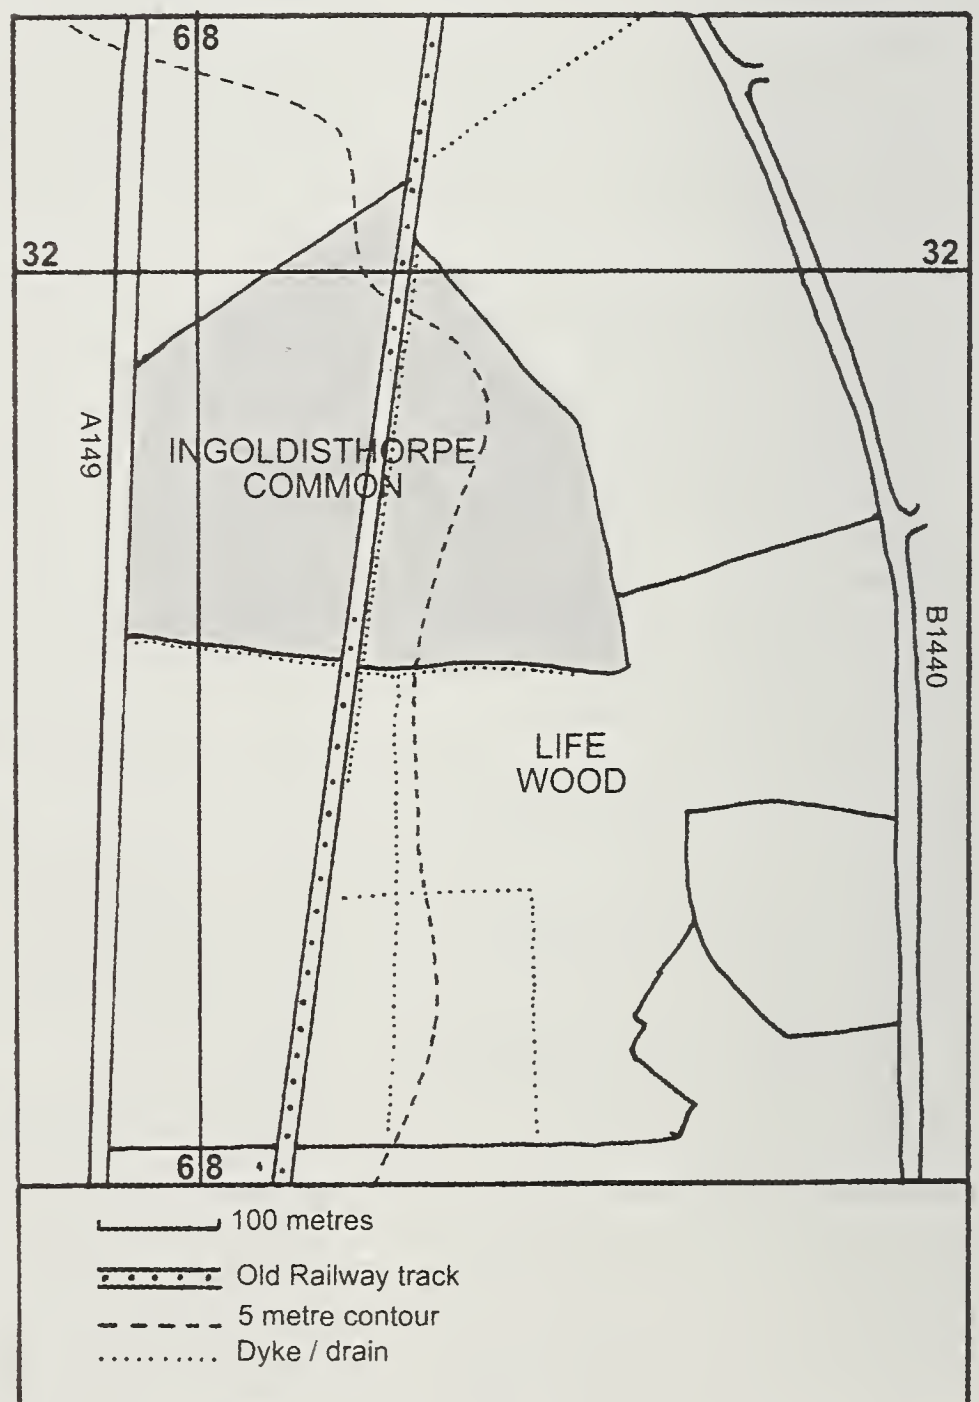 68
32
32
A149
INGOLDISTHORPE
COMMON
B1440
LIFE
WOOD
68
100 metres
Old Railway track
5 metre contour
Dyke / drain